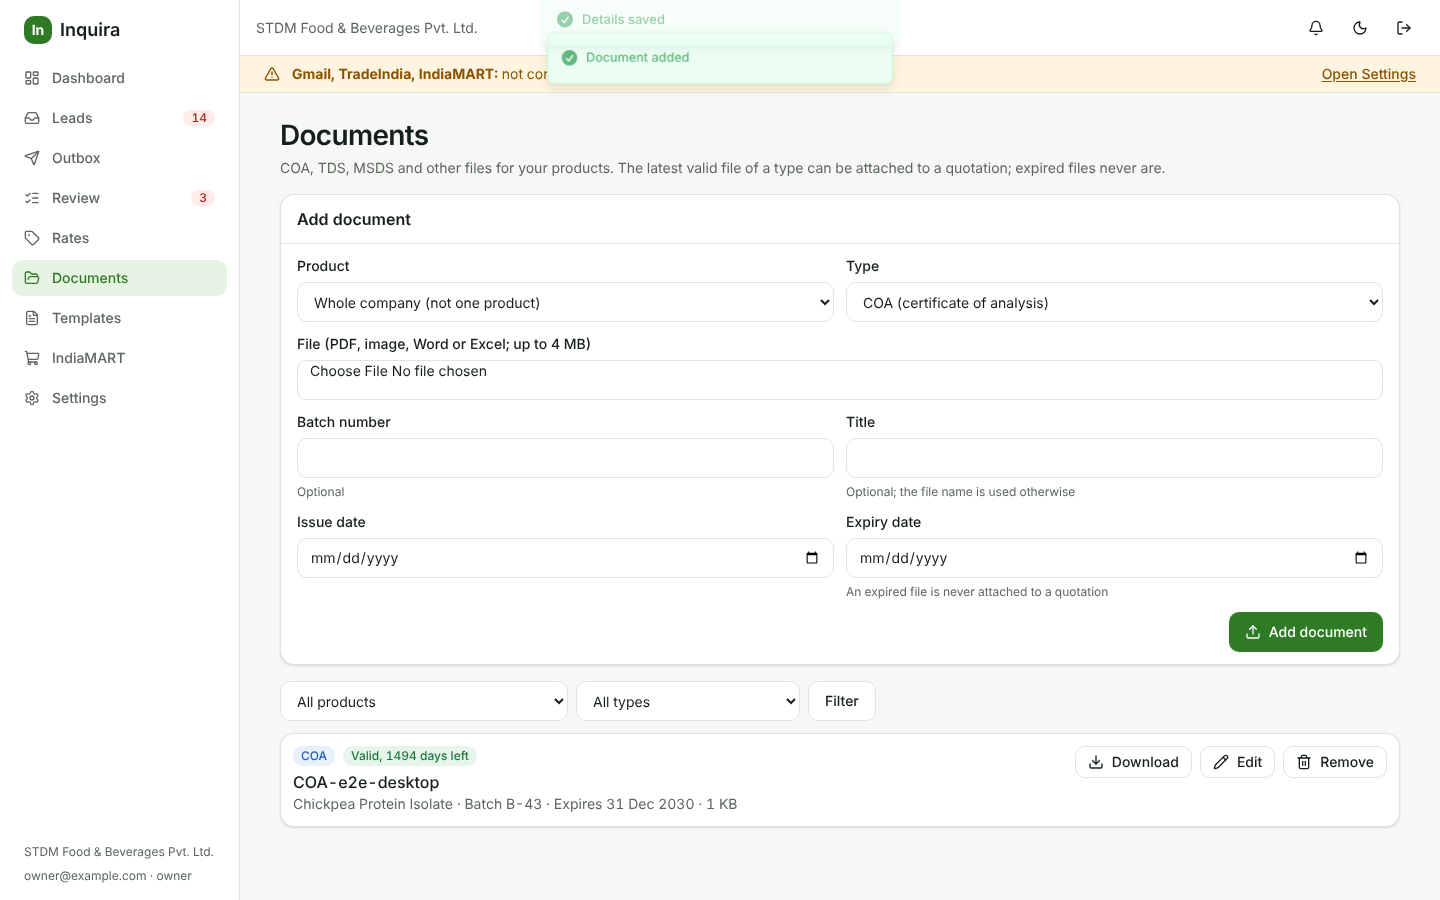 In Inquira
Dashboard
Leads 14
Outbox
Review 3
Rates
Documents
Templates
IndiaMART
Settings
STDM Food & Beverages Pvt. Ltd.
owner@example.com · owner
STDM Food & Beverages Pvt. Ltd.
Details saved
Document added
Gmail, TradeIndia, IndiaMART: not
Open Settings
Documents
COA, TDS, MSDS and other files for your products. The latest valid file of a type can be attached to a quotation; expired files never are.
Add document
Product
Whole company (not one product)
Type
COA (certificate of analysis)
File (PDF, image, Word or Excel; up to 4 MB)
Choose File No file chosen
Batch number
Optional
Title
Optional; the file name is used otherwise
Issue date
mm/dd/yyyy
Expiry date
mm/dd/yyyy
An expired file is never attached to a quotation
Add document
All products
All types
Filter
COA Valid, 1494 days left
COA-e2e-desktop
Chickpea Protein Isolate · Batch B-43 · Expires 31 Dec 2030 · 1 KB
Download
Edit
Remove